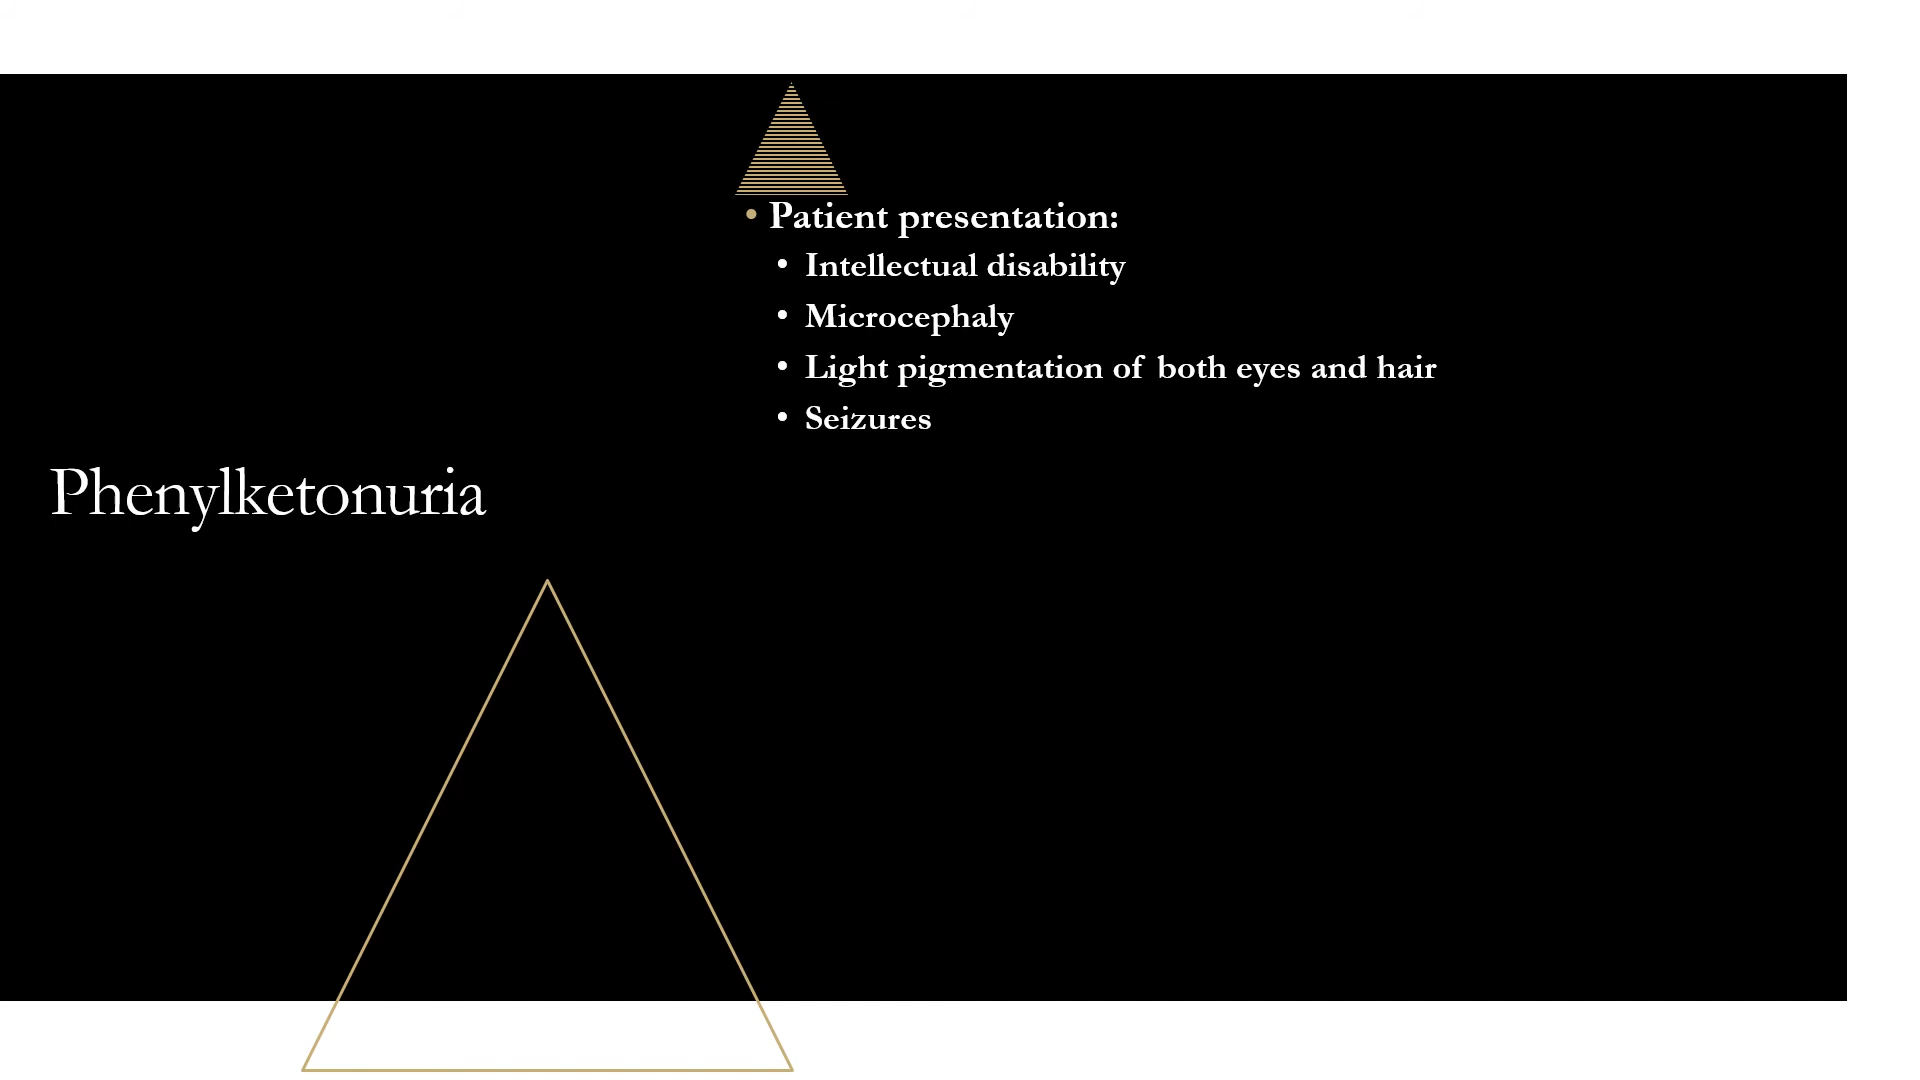 Phenylketonuria
• Patient presentation:
• Intellectual disability
• Microcephaly
• Light pigmentation of both eyes and hair
• Seizures